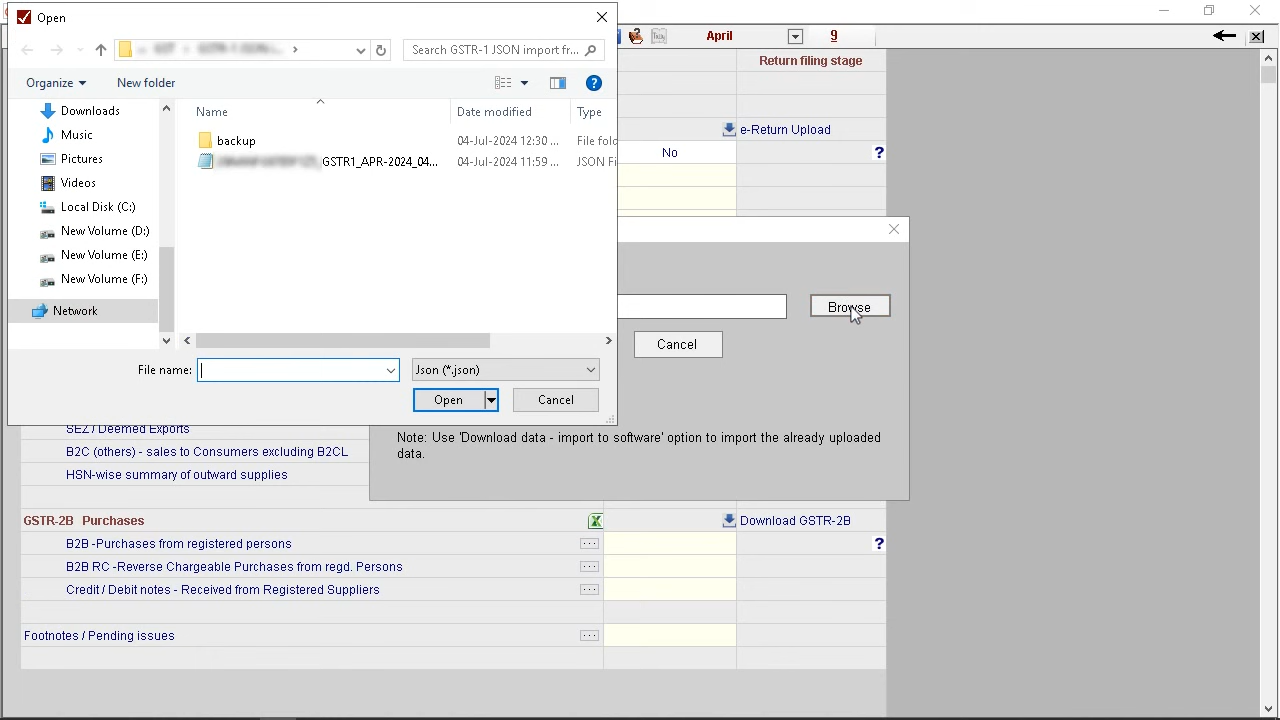 Open
Search GSTR-1 JSON import fr...
Organize
New folder
Downloads
Music
Pictures
Videos
Local Disk (C:)
New Volume (D:)
New Volume (E:)
New Volume (F:)
Network
Name
Date modified
Type
backup
04-Jul-2024 12:30 ...
File folc
GSTR1_APR-2024_04...
04-Jul-2024 11:59 ...
JSON Fi
File name:
Json (*.json)
Open
Cancel
April
9
Return filing stage
e-Return Upload
No
?
Browse
Cancel
Note: Use 'Download data - import to software' option to import the already uploaded
data.
SEZ / Deemed Exports
B2C (others) - sales to Consumers excluding B2CL
HSN-wise summary of outward supplies
GSTR-2B Purchases
Download GSTR-2B
B2B -Purchases from registered persons
?
B2B RC -Reverse Chargeable Purchases from regd. Persons
Credit / Debit notes - Received from Registered Suppliers
Footnotes / Pending issues